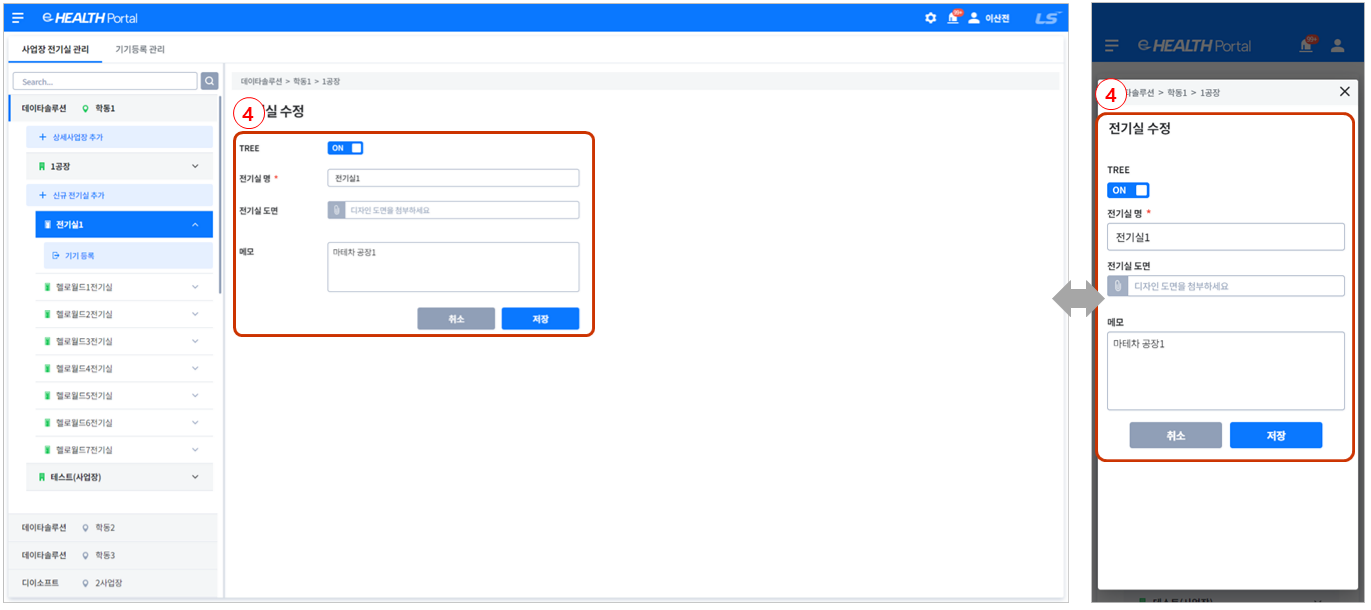 e HEALTH Portal
99+
이산전
LS
사업장 전기실 관리
기기등록 관리
Search...
데이타솔루션 학동1
+ 상세사업장 추가
1공장
+ 신규 전기실 추가
전기실1
기기 등록
헬로월드1전기실
헬로월드2전기실
헬로월드3전기실
헬로월드4전기실
헬로월드5전기실
헬로월드6전기실
헬로월드7전기실
테스트(사업장)
데이타솔루션 학동2
데이타솔루션 학동3
디이소프트 2사업장
데이타솔루션 > 학동1 > 1공장
4
실 수정
TREE
ON
전기실 명 *
전기실1
전기실 도면
디자인 도면을 첨부하세요
메모
마테차 공장1
취소
저장
e HEALTH Portal
99+
4
타솔루션 > 학동1 > 1공장
전기실 수정
TREE
ON
전기실 명 *
전기실1
전기실 도면
디자인 도면을 첨부하세요
메모
마테차 공장1
취소
저장